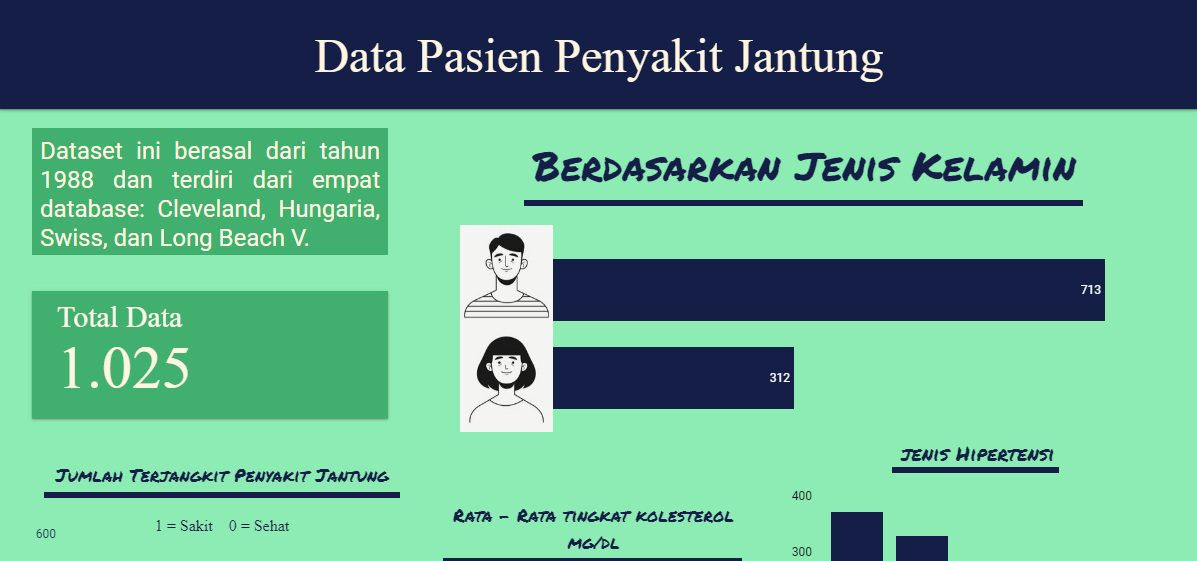 Data Pasien Penyakit Jantung
Dataset ini berasal dari tahun
1988 dan terdiri dari empat
database: Cleveland, Hungaria,
Swiss, dan Long Beach V.
Total Data
1.025
Berdasarkan Jenis Kelamin
713
312
Jumlah Terjangkit Penyakit Jantung
1 = Sakit 0 = Sehat
600
Rata - Rata tingkat kolesterol
mg/dl
Jenis Hipertensi
400
300